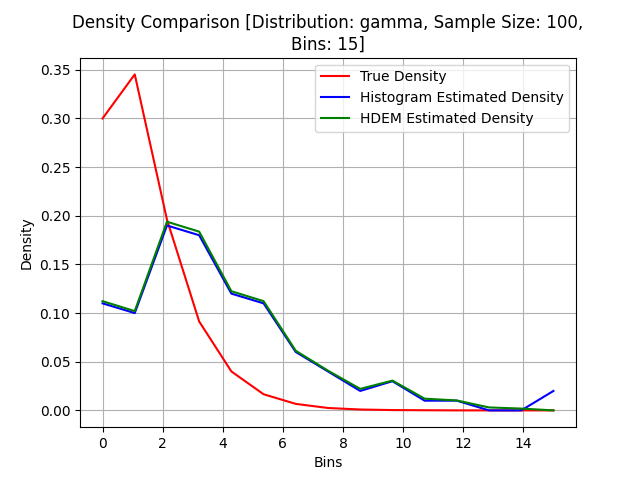 Density Comparison [Distribution: gamma, Sample Size: 100,
Bins: 15]
True Density
Histogram Estimated Density
HDEM Estimated Density
Density
0.35
0.30
0.25
0.20
0.15
0.10
0.05
0.00
0 2 4 6 8 10 12 14
Bins